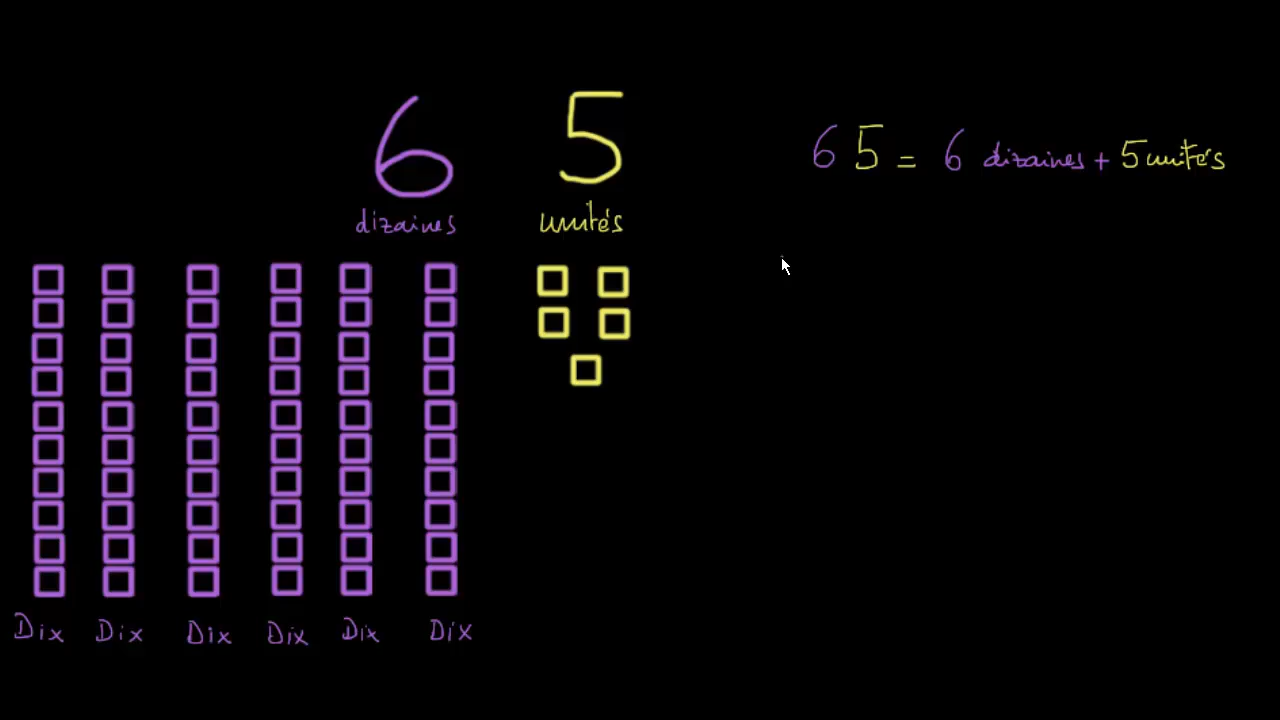 6 5
65 = 6 dizaines + 5 unités
dizaines unités
Dix Dix Dix Dix Dix Dix